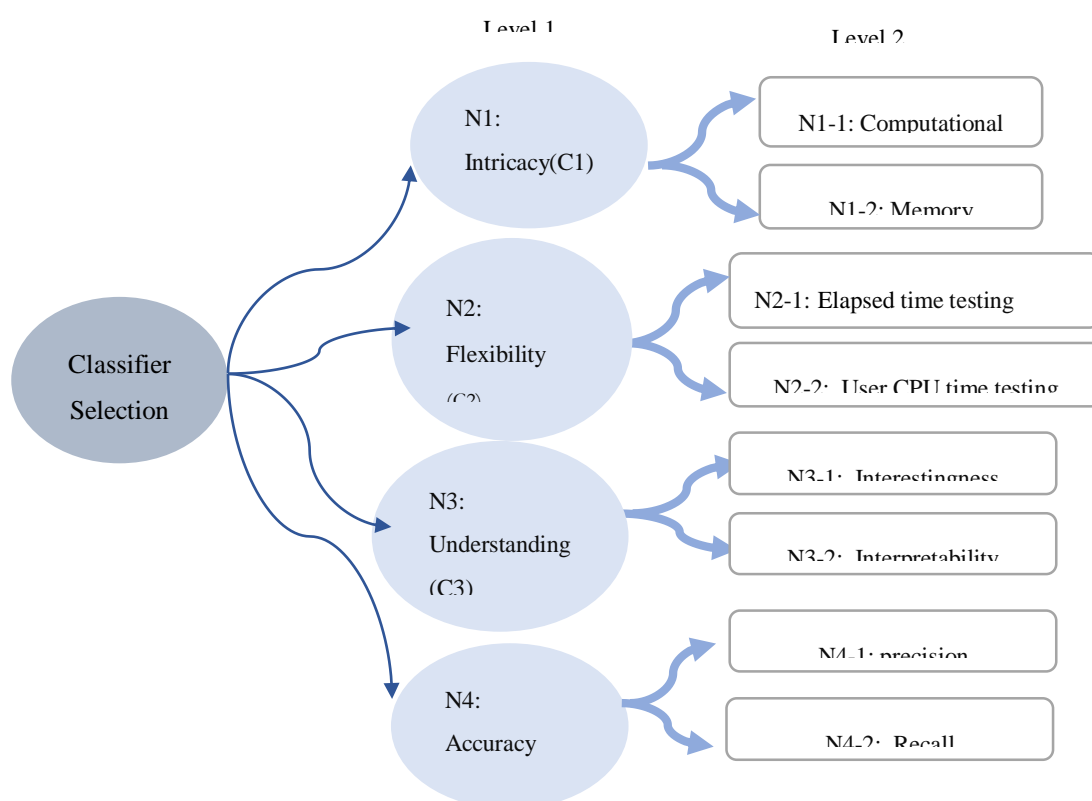 Level 1
Level 2
Classifier
Selection
N1:
Intricacy(C1)
N1-1: Computational
N1-2: Memory
N2:
Flexibility
(C2)
N2-1: Elapsed time testing
N2-2: User CPU time testing
N3:
Understanding
(C3)
N3-1: Interestingness
N3-2: Interpretability
N4:
Accuracy
N4-1: precision
N4-2: Recall